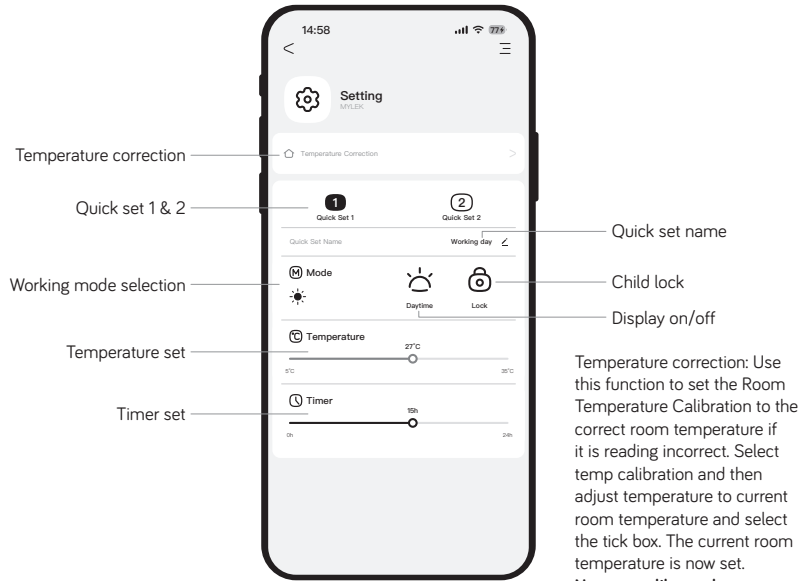 14:58
77
Setting
MYLEK
Temperature correction
Temperature Correction
Quick set 1 & 2
1
2
Quick Set 1
Quick Set 2
Quick set name
Quick Set Name
Working day
Working mode selection
M Mode
Daytime
Lock
Child lock
Display on/off
Temperature set
°C Temperature
27°C
5°C
35°C
Timer set
Timer
15h
0h
24h
Temperature correction: Use
this function to set the Room
Temperature Calibration to the
correct room temperature if
it is reading incorrect. Select
temp calibration and then
adjust temperature to current
room temperature and select
the tick box. The current room
temperature is now set.